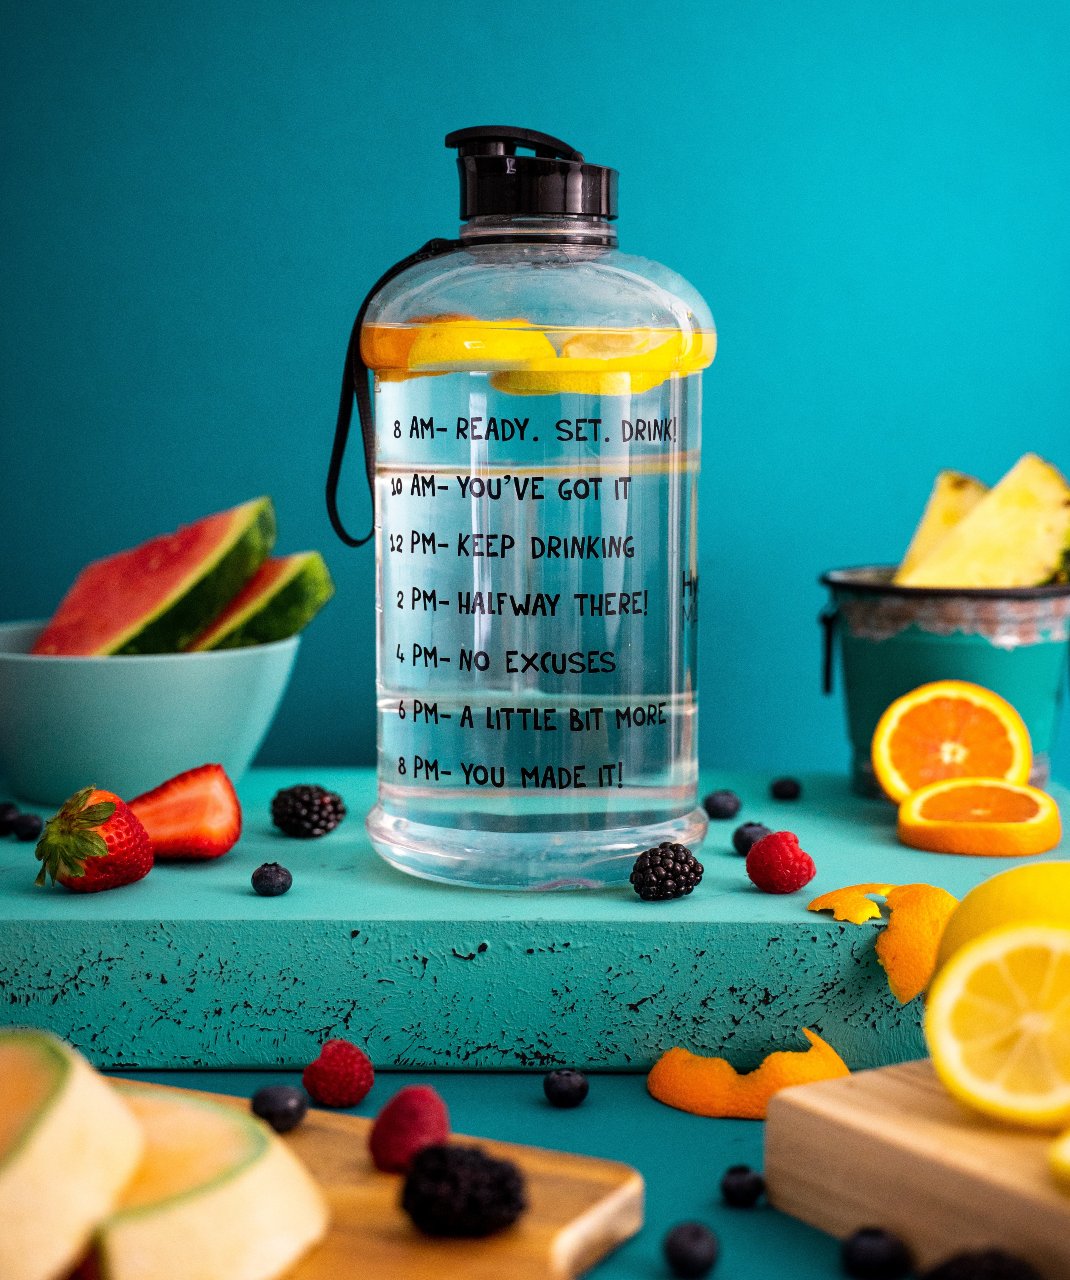 8 AM- READY. SET. DRINK!
10 AM- YOU'VE GOT IT
12 PM- KEEP DRINKING
2 PM- HALFWAY THERE!
4 PM- NO EXCUSES
6 PM- A LITTLE BIT MORE
8 PM- YOU MADE IT!